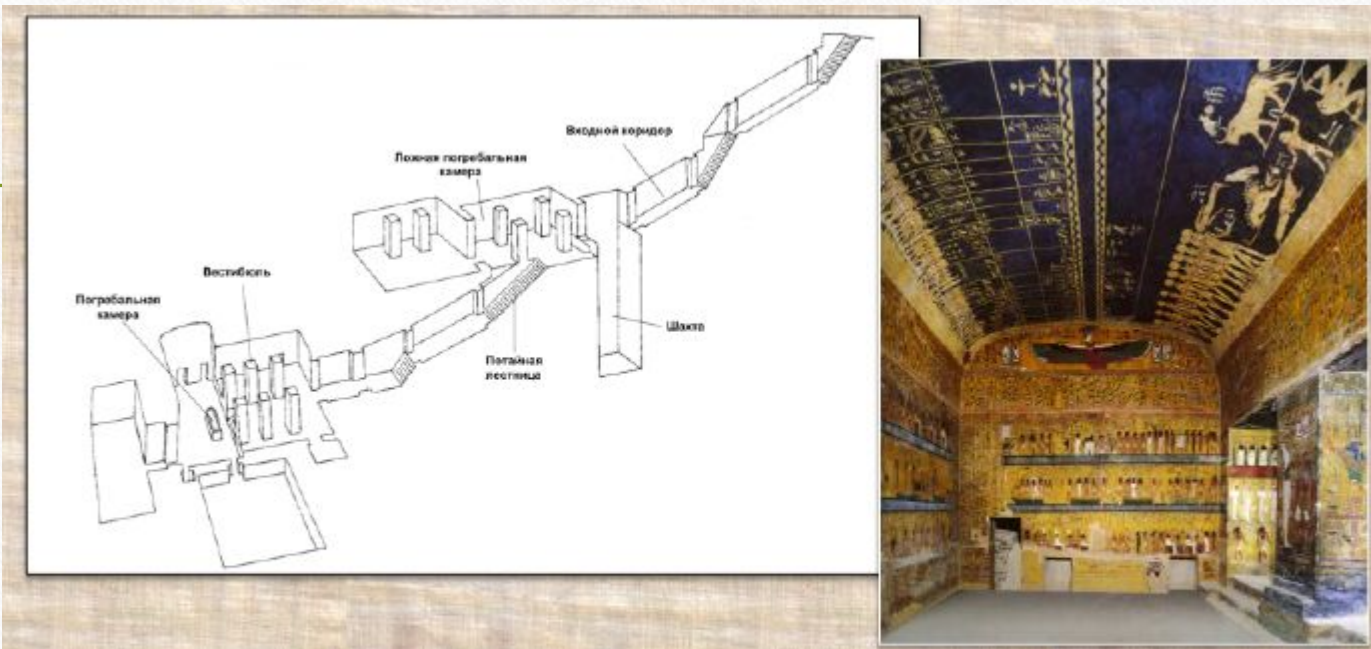 Входной коридор
Ложная погребальная
камера
Вестибюль
Погребальная
камера
Шахта
Потайная
лестница